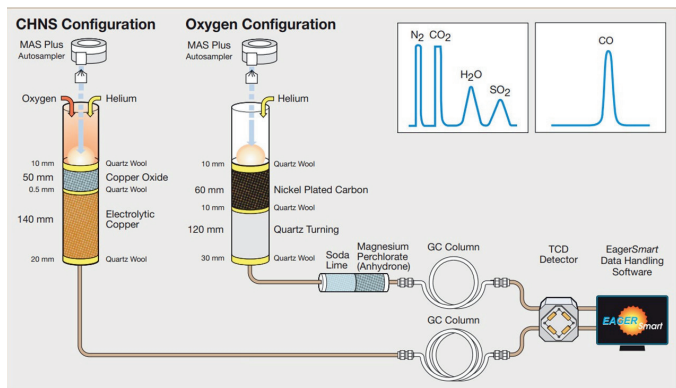 CHNS Configuration
MAS Plus
Autosampler
Oxygen
Helium
10 mm
Quartz Wool
50 mm
Copper Oxide
0.5 mm
Quartz Wool
140 mm
Electrolytic
Copper
20 mm
Quartz Wool
Oxygen Configuration
MAS Plus
Autosampler
Helium
10 mm
Quartz Wool
60 mm
Nickel Plated Carbon
10 mm
Quartz Wool
120 mm
Quartz Turning
30 mm
Quartz Wool
N2
CO2
H2O
SO2
CO
Soda
Lime
Magnesium
Perchlorate
(Anhydrone)
GC Column
GC Column
TCD
Detector
EagerSmart
Data Handling
Software
EAGER
Smart